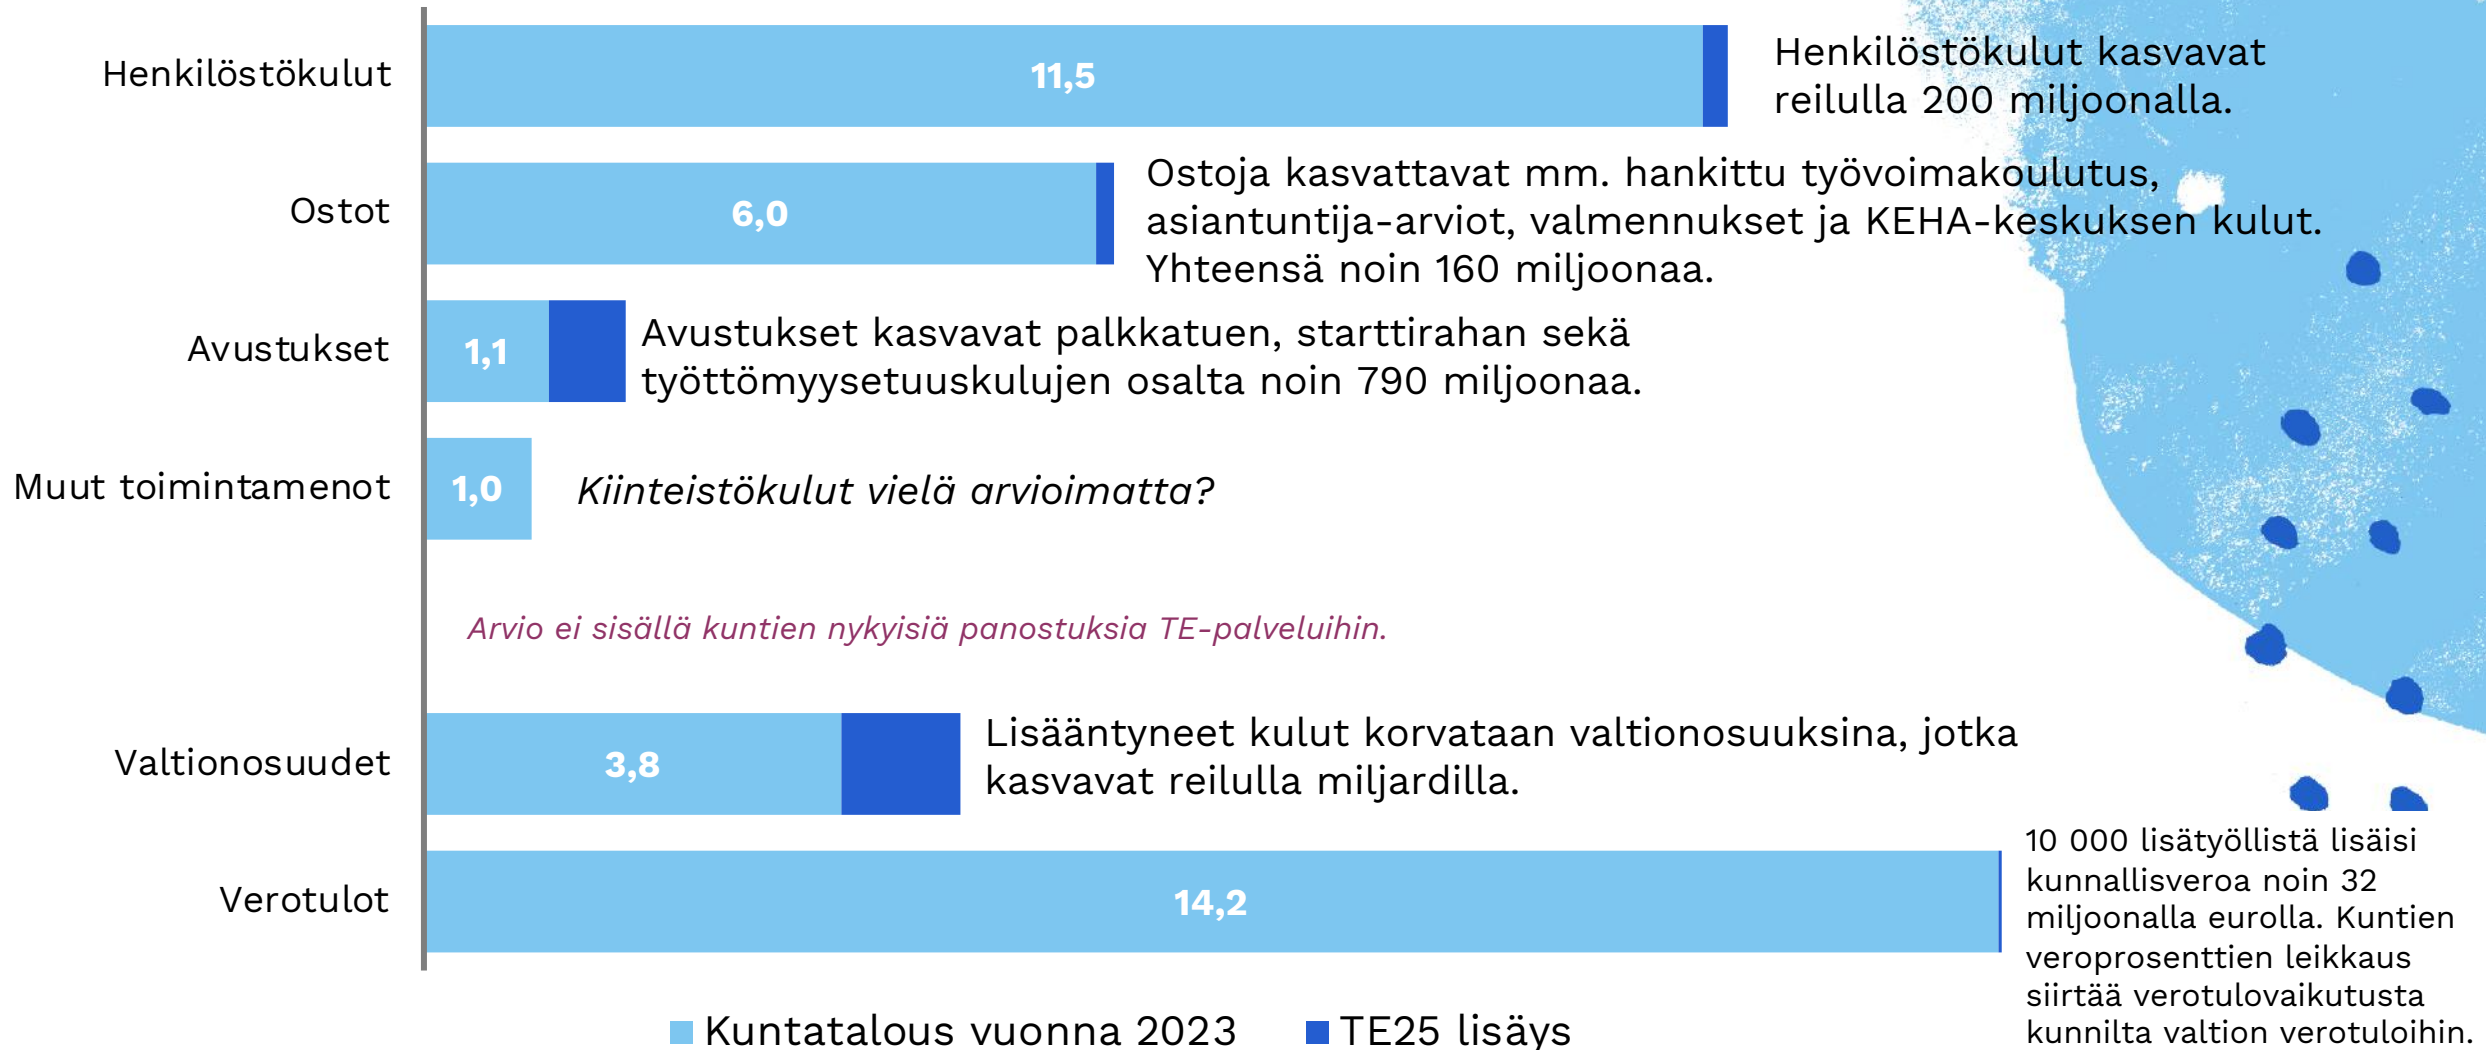 Henkilöstökulut
11,5
Henkilöstökulut kasvavat
reilulla 200 miljoonalla.
Ostot
6,0
Ostoja kasvattavat mm. hankittu työvoimakoulutus,
asiantuntija-arviot, valmennukset ja KEHA-keskuksen kulut.
Yhteensä noin 160 miljoonaa.
Avustukset
1,1
Avustukset kasvavat palkkatuen, starttirahan sekä
työttömyysetuuskulujen osalta noin 790 miljoonaa.
Muut toimintamenot
1,0
Kiinteistökulut vielä arvioimatta?
Arvio ei sisällä kuntien nykyisiä panostuksia TE-palveluihin.
Valtionosuudet
3,8
Lisääntyneet kulut korvataan valtionosuuksina, jotka
kasvavat reilulla miljardilla.
Verotulot
14,2
10 000 lisätyöllistä lisäisi
kunnallisveroa noin 32
miljoonalla eurolla. Kuntien
veroprosenttien leikkaus
siirtää verotulovaikutusta
kunnilta valtion verotuloihin.
Kuntatalous vuonna 2023
TE25 lisäys